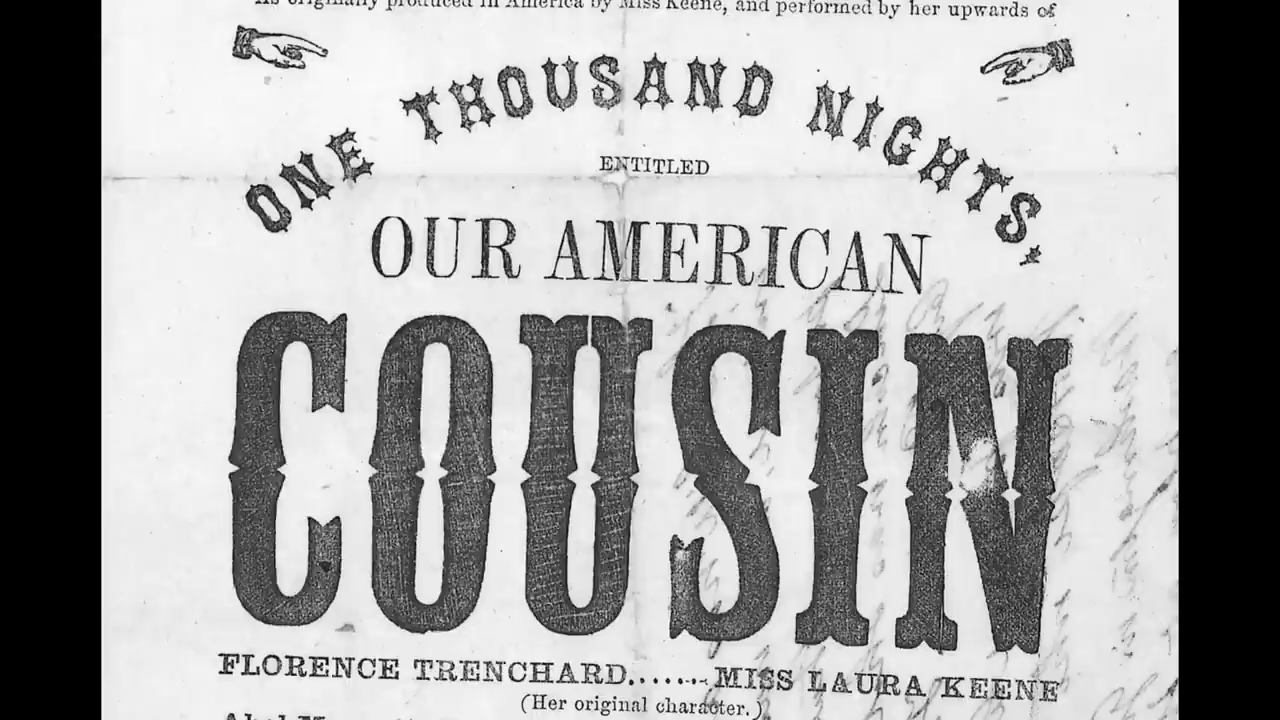 As originally produced in America by Miss Keene, and performed by her upwards of
ONE THOUSAND NIGHTS,
ENTITLED
OUR AMERICAN
COUSIN
FLORENCE TRENCHARD.......MISS LAURA KEENE
(Her original character.)
Abel